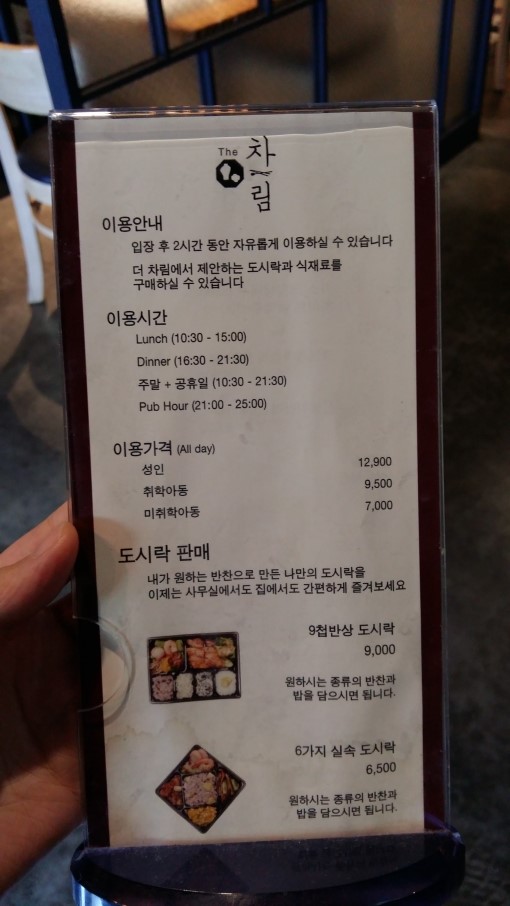 The 차림
이용안내
입장 후 2시간 동안 자유롭게 이용하실 수 있습니다
더 차림에서 제안하는 도시락과 식재료를
구매하실 수 있습니다
이용시간
Lunch (10:30 - 15:00)
Dinner (16:30 - 21:30)
주말 + 공휴일 (10:30 - 21:30)
Pub Hour (21:00 - 25:00)
이용가격 (All day)
성인 12,900
취학아동 9,500
미취학아동 7,000
도시락 판매
내가 원하는 반찬으로 만든 나만의 도시락을
이제는 사무실에서도 집에서도 간편하게 즐겨보세요
9첩반상 도시락
9,000
원하시는 종류의 반찬과
밥을 담으시면 됩니다.
6가지 실속 도시락
6,500
원하시는 종류의 반찬과
밥을 담으시면 됩니다.